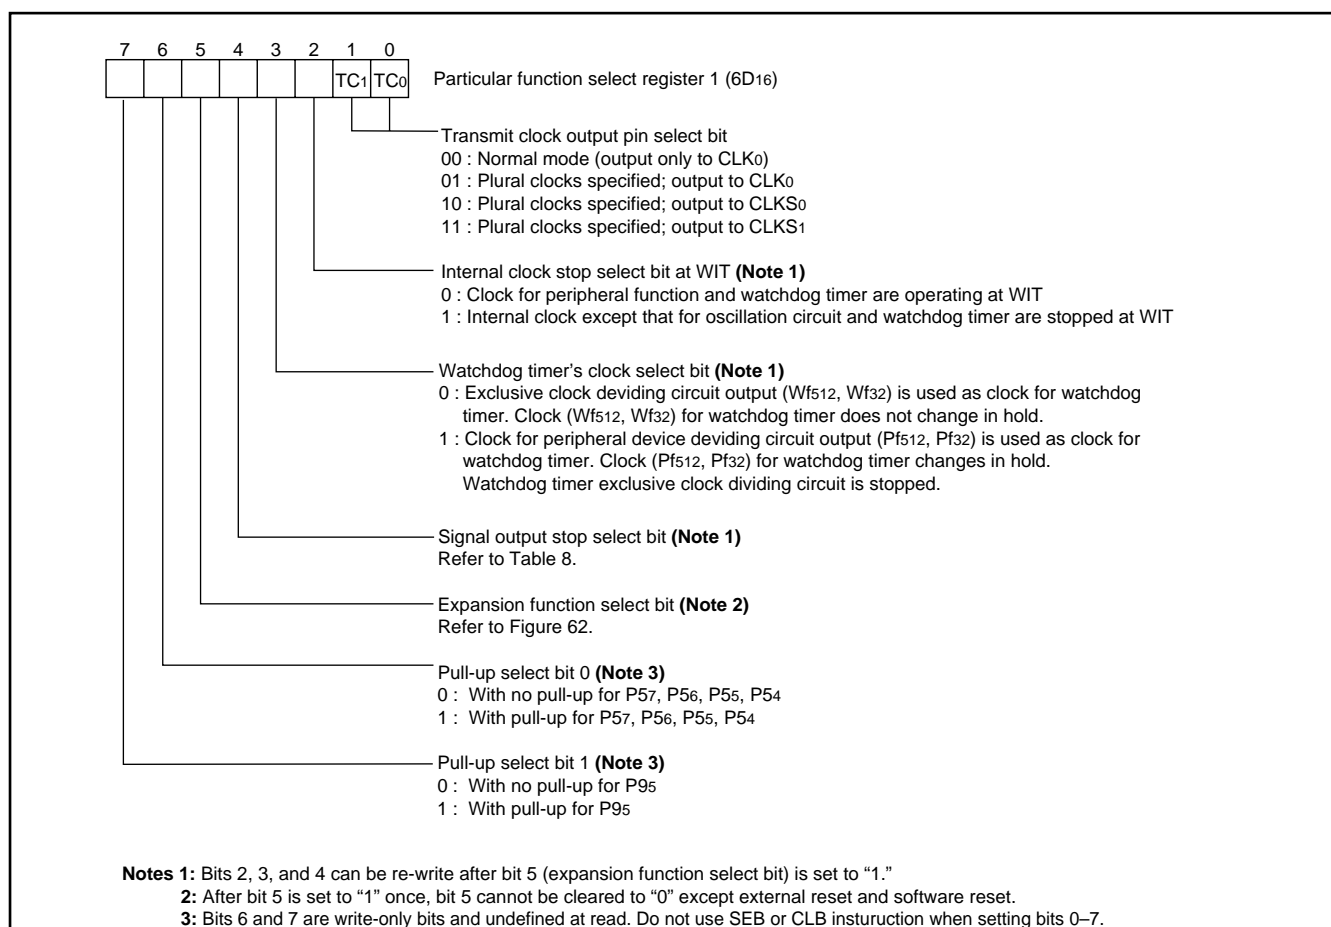 7 6 5 4 3 2 1 0
TC1 TC0 Particular function select register 1 (6D16)
Transmit clock output pin select bit
00 : Normal mode (output only to CLK0)
01 : Plural clocks specified; output to CLK0
10 : Plural clocks specified; output to CLKS0
11 : Plural clocks specified; output to CLKS1
Internal clock stop select bit at WIT (Note 1)
0 : Clock for peripheral function and watchdog timer are operating at WIT
1 : Internal clock except that for oscillation circuit and watchdog timer are stopped at WIT
Watchdog timer’s clock select bit (Note 1)
0 : Exclusive clock deviding circuit output (Wf512, Wf32) is used as clock for watchdog
timer. Clock (Wf512, Wf32) for watchdog timer does not change in hold.
1 : Clock for peripheral device deviding circuit output (Pf512, Pf32) is used as clock for
watchdog timer. Clock (Pf512, Pf32) for watchdog timer changes in hold.
Watchdog timer exclusive clock dividing circuit is stopped.
Signal output stop select bit (Note 1)
Refer to Table 8.
Expansion function select bit (Note 2)
Refer to Figure 62.
Pull-up select bit 0 (Note 3)
0 : With no pull-up for P57, P56, P55, P54
1 : With pull-up for P57, P56, P55, P54
Pull-up select bit 1 (Note 3)
0 : With no pull-up for P95
1 : With pull-up for P95
Notes 1: Bits 2, 3, and 4 can be re-write after bit 5 (expansion function select bit) is set to “1.”
2: After bit 5 is set to “1” once, bit 5 cannot be cleared to “0” except external reset and software reset.
3: Bits 6 and 7 are write-only bits and undefined at read. Do not use SEB or CLB insturuction when setting bits 0–7.